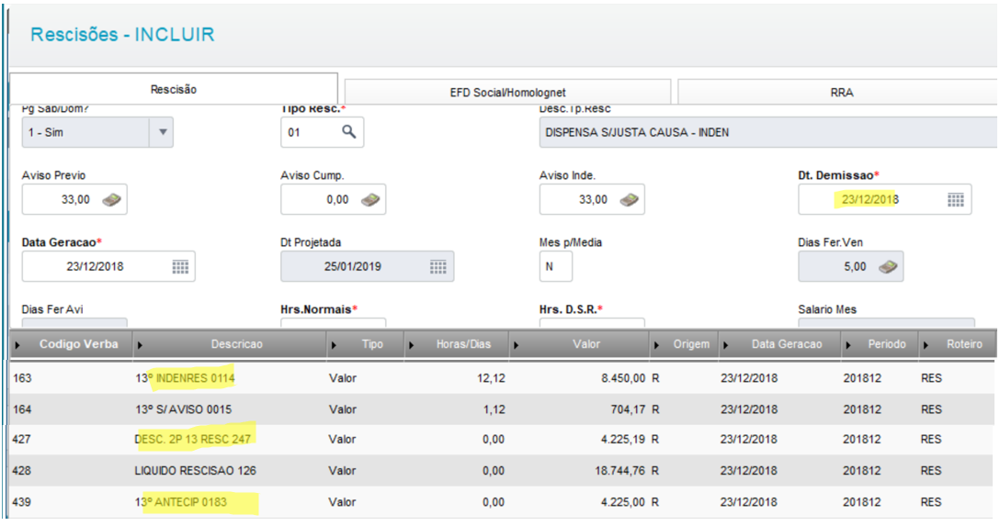 Rescisões - INCLUIR
Rescisão EFD Social/Homolognet RRA
Pg Sab/Dom? Tipo Resc.* Desc.Tp.Resc
1 - Sim 01 DISPENSA S/JUSTA CAUSA - INDEN
Aviso Previo Aviso Cump. Aviso Inde. Dt. Demissao*
33,00 0,00 33,00 23/12/2018
Data Geracao* Dt Projetada Mes p/Media Dias Fer.Ven
23/12/2018 25/01/2019 N 5,00
Dias Fer Avi Hrs.Normais* Hrs. D.S.R.* Salario Mes
Codigo Verba Descricao Tipo Horas/Dias Valor Origem Data Geracao Periodo Roteiro
163 13º INDENRES 0114 Valor 12,12 8.450,00 R 23/12/2018 201812 RES
164 13º S/ AVISO 0015 Valor 1,12 704,17 R 23/12/2018 201812 RES
427 DESC. 2P 13 RESC 247 Valor 0,00 4.225,19 R 23/12/2018 201812 RES
428 LIQUIDO RESCISAO 126 Valor 0,00 18.744,76 R 23/12/2018 201812 RES
439 13º ANTECIP 0183 Valor 0,00 4.225,00 R 23/12/2018 201812 RES